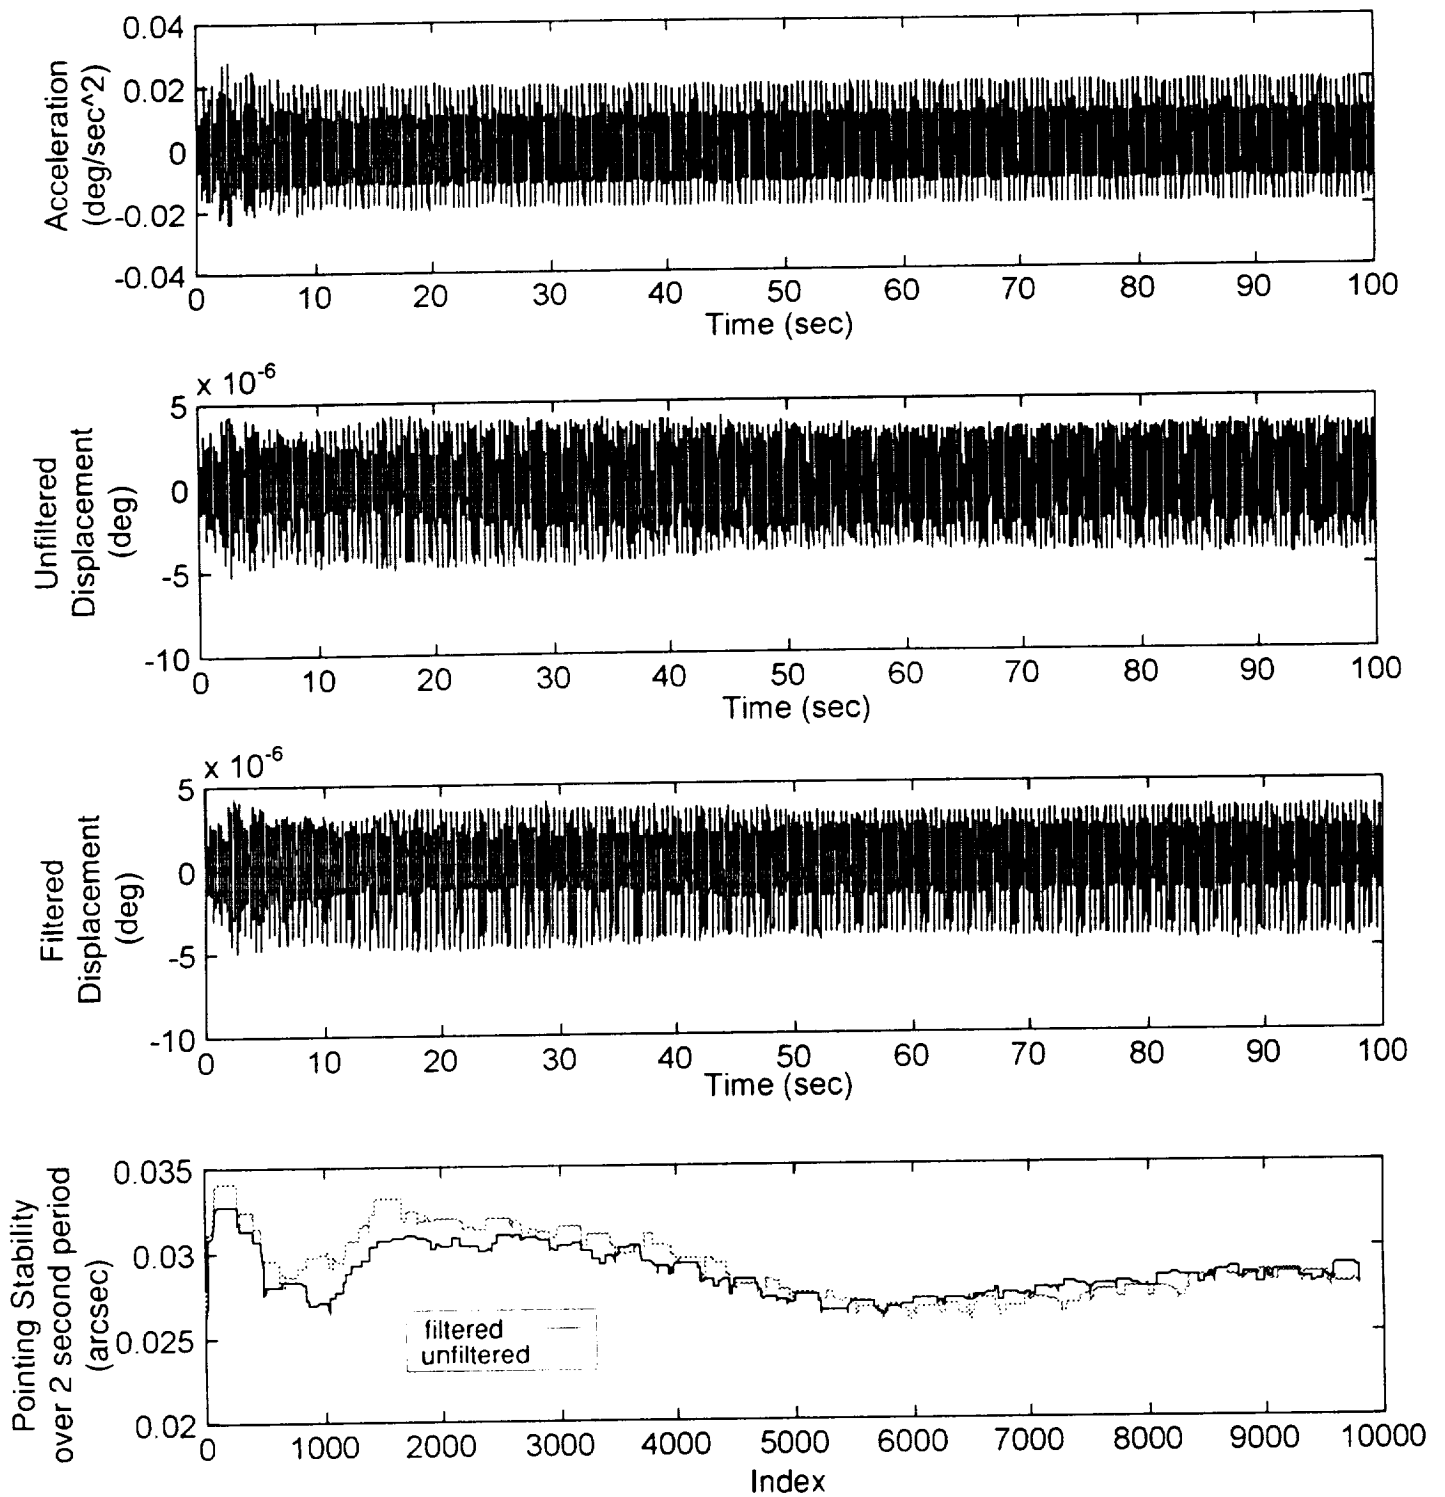 Acceleration
(deg/sec^2)
0.04
0.02
0
-0.02
-0.04
0 10 20 30 40 50 60 70 80 90 100
Time (sec)
x 10-6
Unfiltered
Displacement
(deg)
5
0
-5
-10
0 10 20 30 40 50 60 70 80 90 100
Time (sec)
x 10-6
Filtered
Displacement
(deg)
5
0
-5
-10
0 10 20 30 40 50 60 70 80 90 100
Time (sec)
Pointing Stability
over 2 second period
(arcsec)
0.035
0.03
0.025
0.02
filtered
unfiltered
0 1000 2000 3000 4000 5000 6000 7000 8000 9000 10000
Index